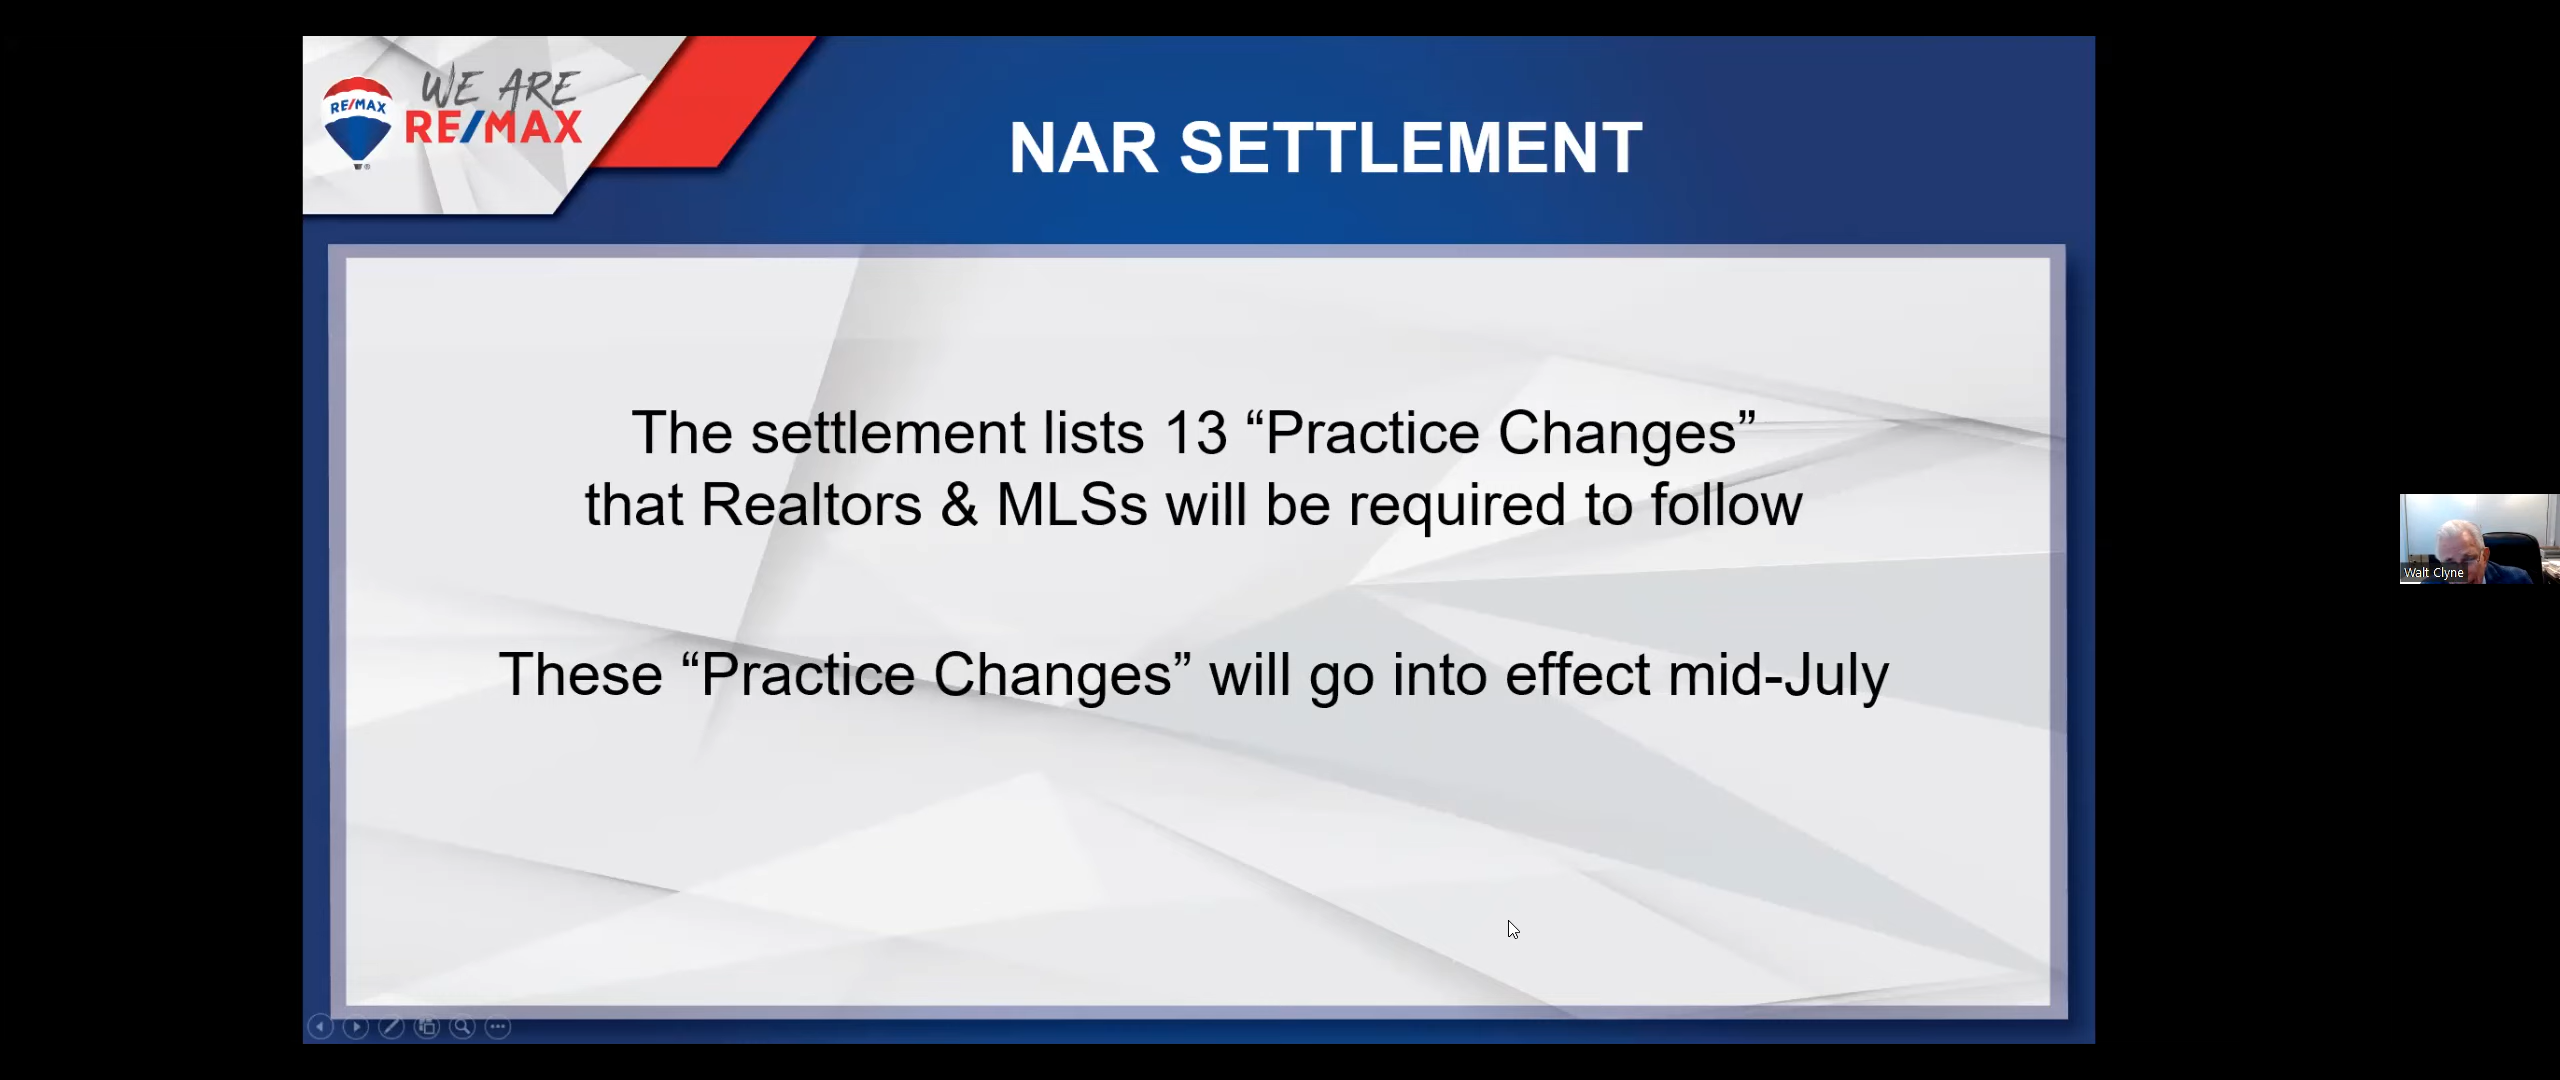 WE ARE
RE/MAX
RE/MAX
NAR SETTLEMENT
The settlement lists 13 “Practice Changes”
that Realtors & MLSs will be required to follow
These “Practice Changes” will go into effect mid-July
Walt Clyne